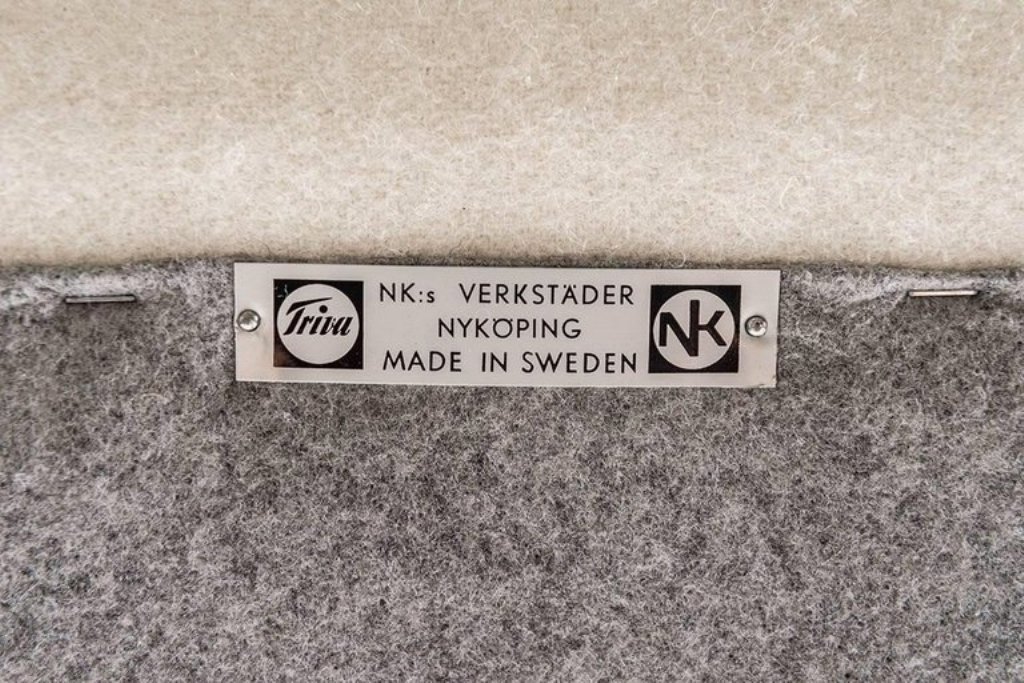 Triva
NK:s VERKSTÄDER
NYKÖPING
MADE IN SWEDEN
NK